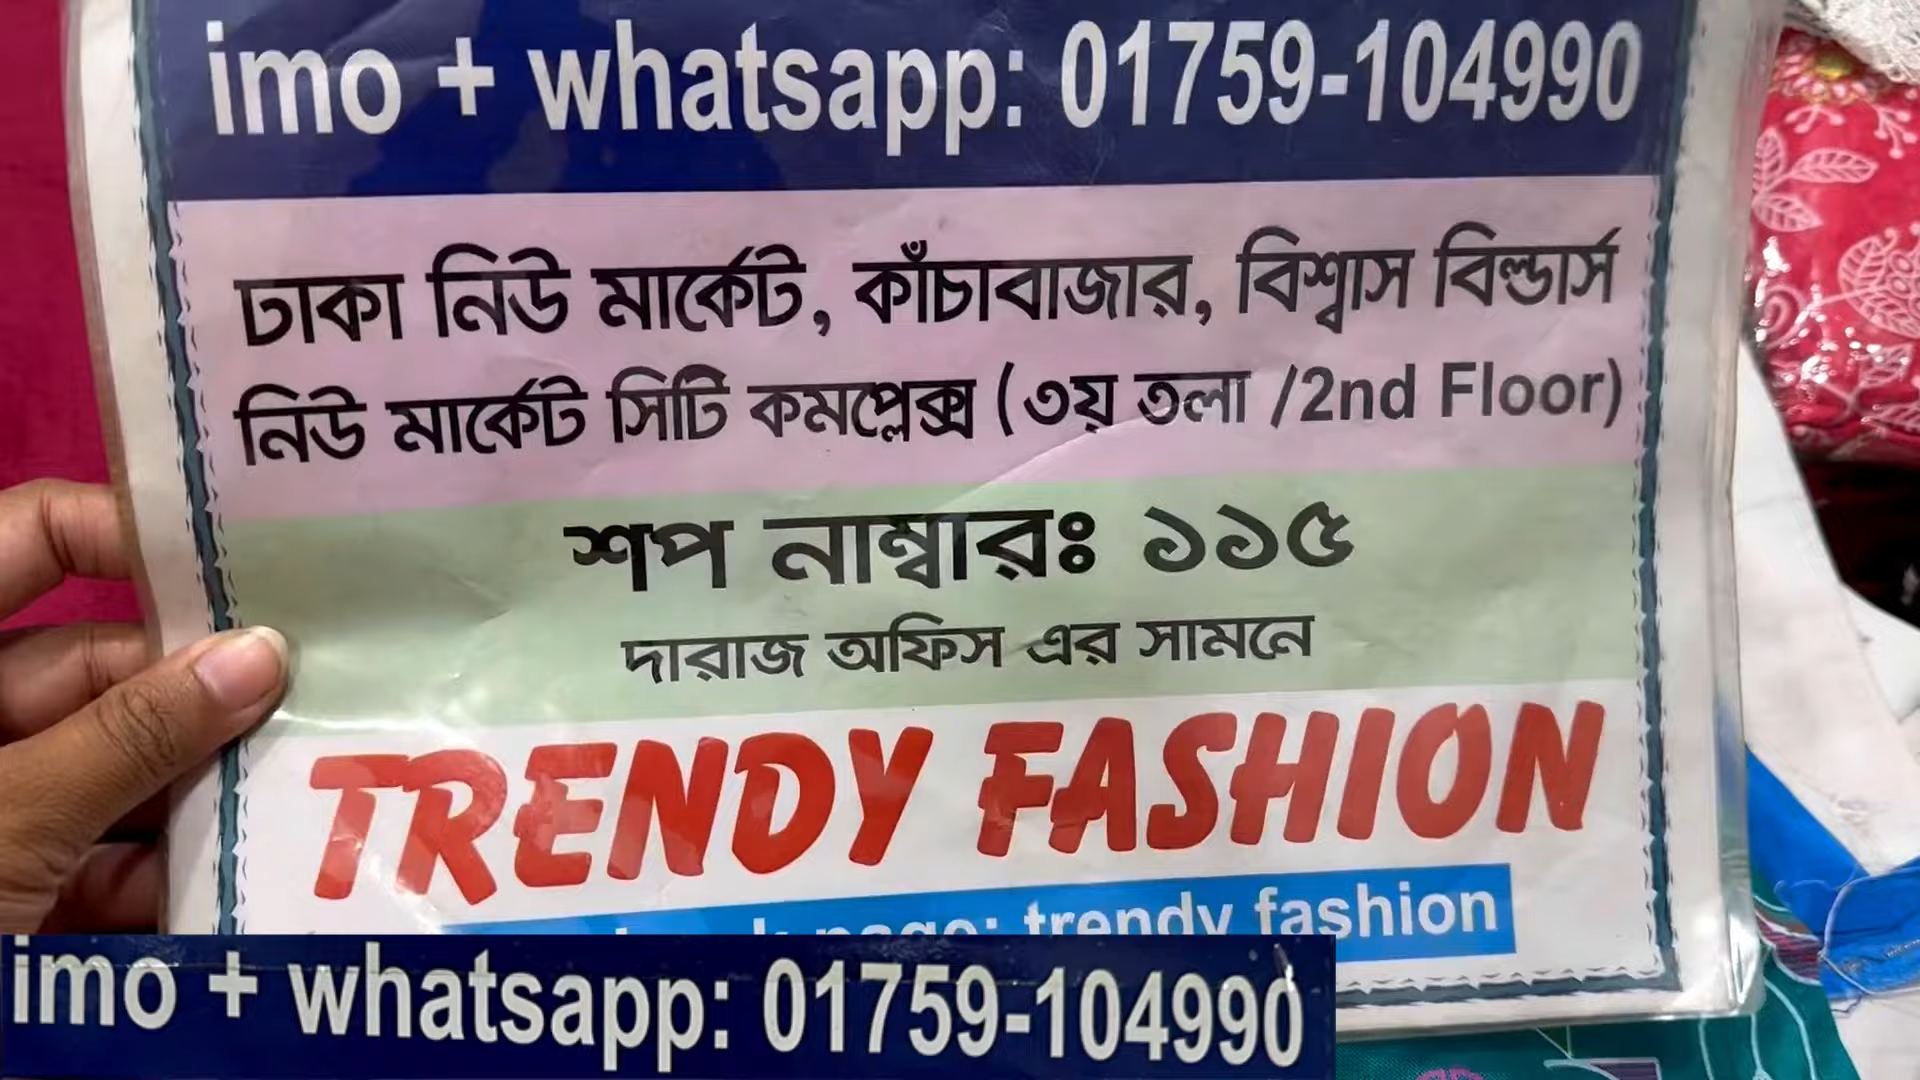 imo + whatsapp: 01759-104990
ঢাকা নিউ মার্কেট, কাঁচাবাজার, বিশ্বাস বিল্ডার্স
নিউ মার্কেট সিটি কমপ্লেক্স (৩য় তলা /2nd Floor)
শপ নাম্বারঃ ১১৫
দারাজ অফিস এর সামনে
TRENDY FASHION
page: trendy fashion
imo + whatsapp: 01759-104990